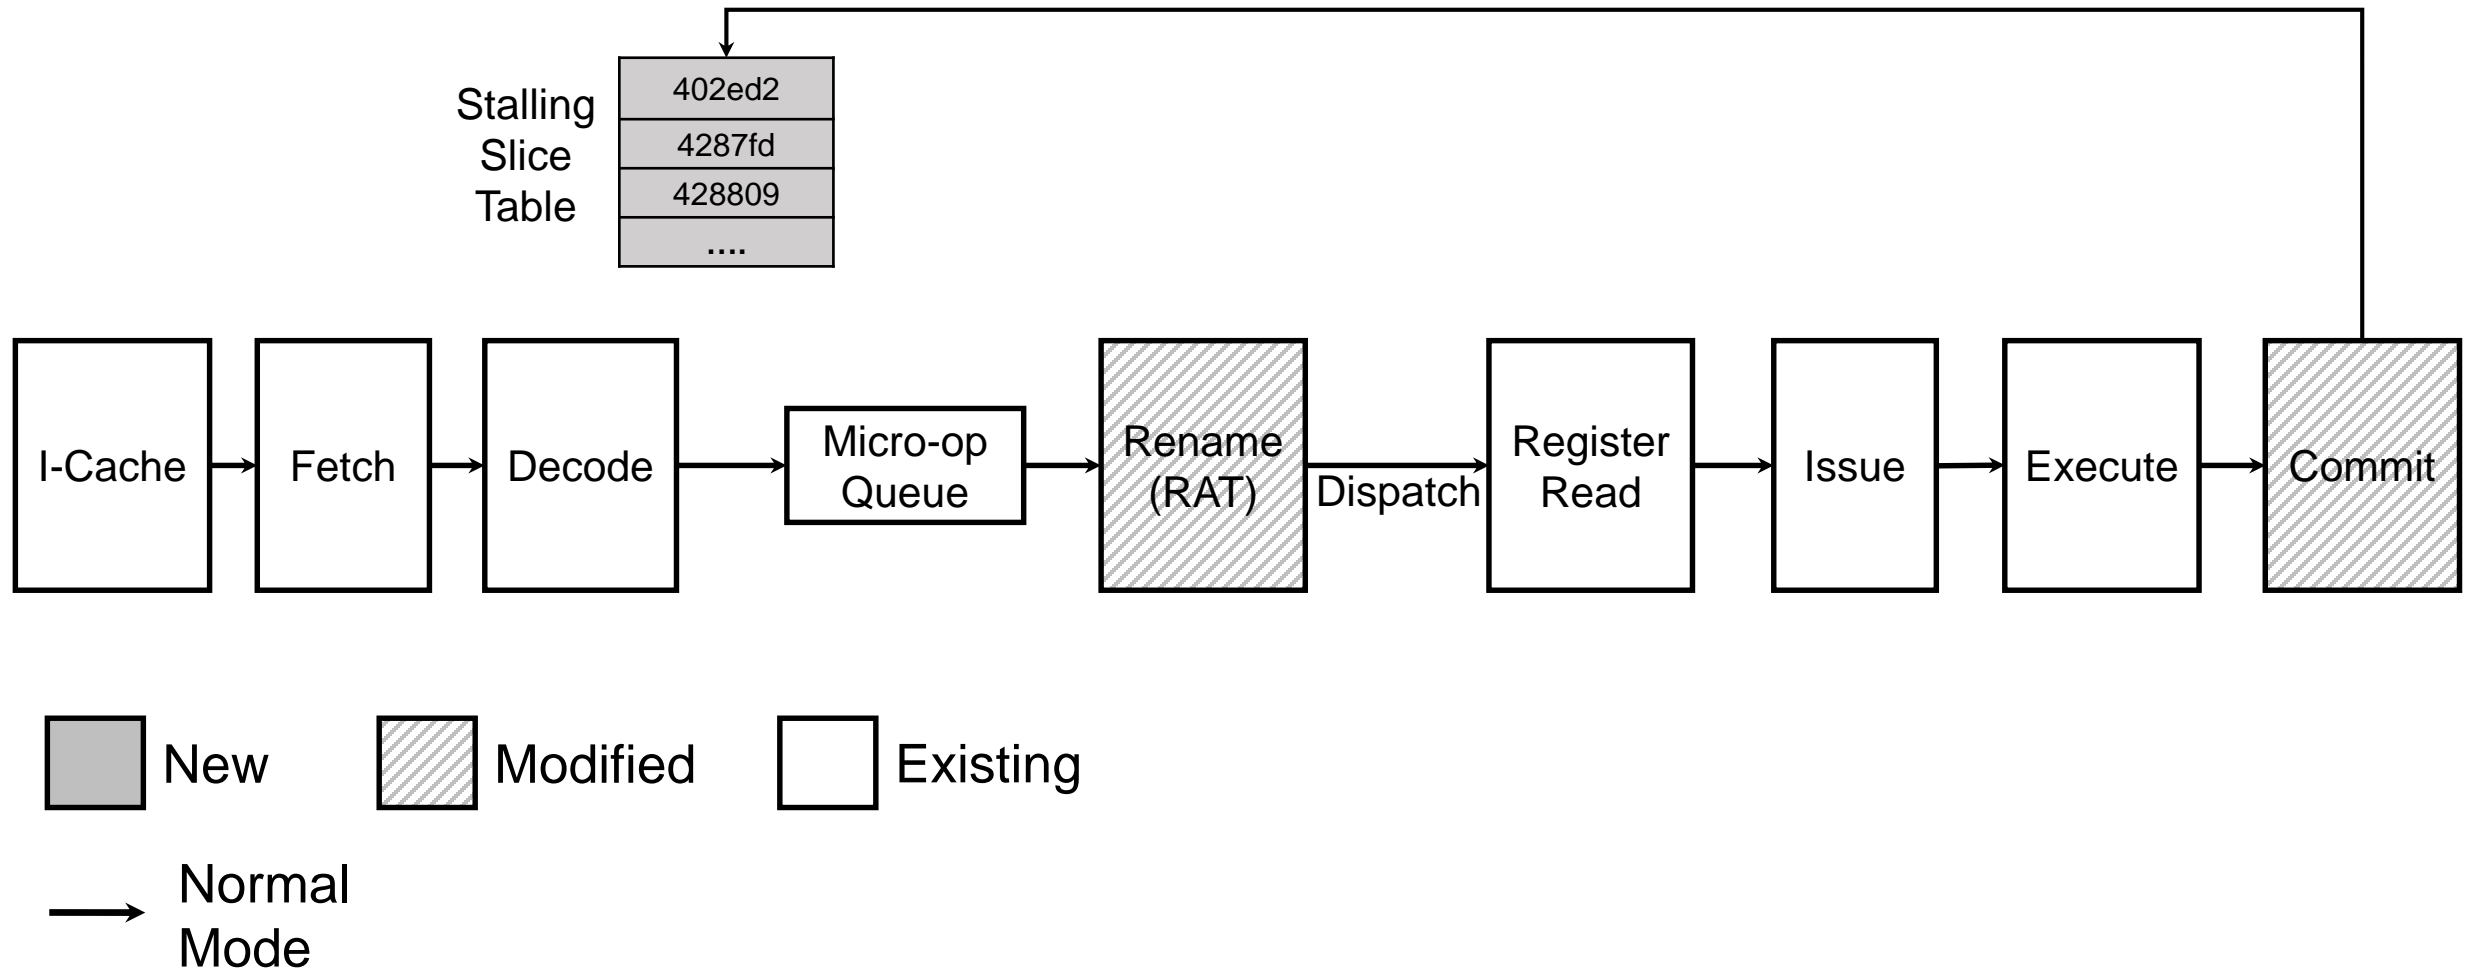 Stalling
Slice
Table
402ed2
4287fd
428809
....
I-Cache
Fetch
Decode
Micro-op
Queue
Rename
(RAT)
Dispatch
Register
Read
Issue
Execute
Commit
New
Modified
Existing
Normal
Mode